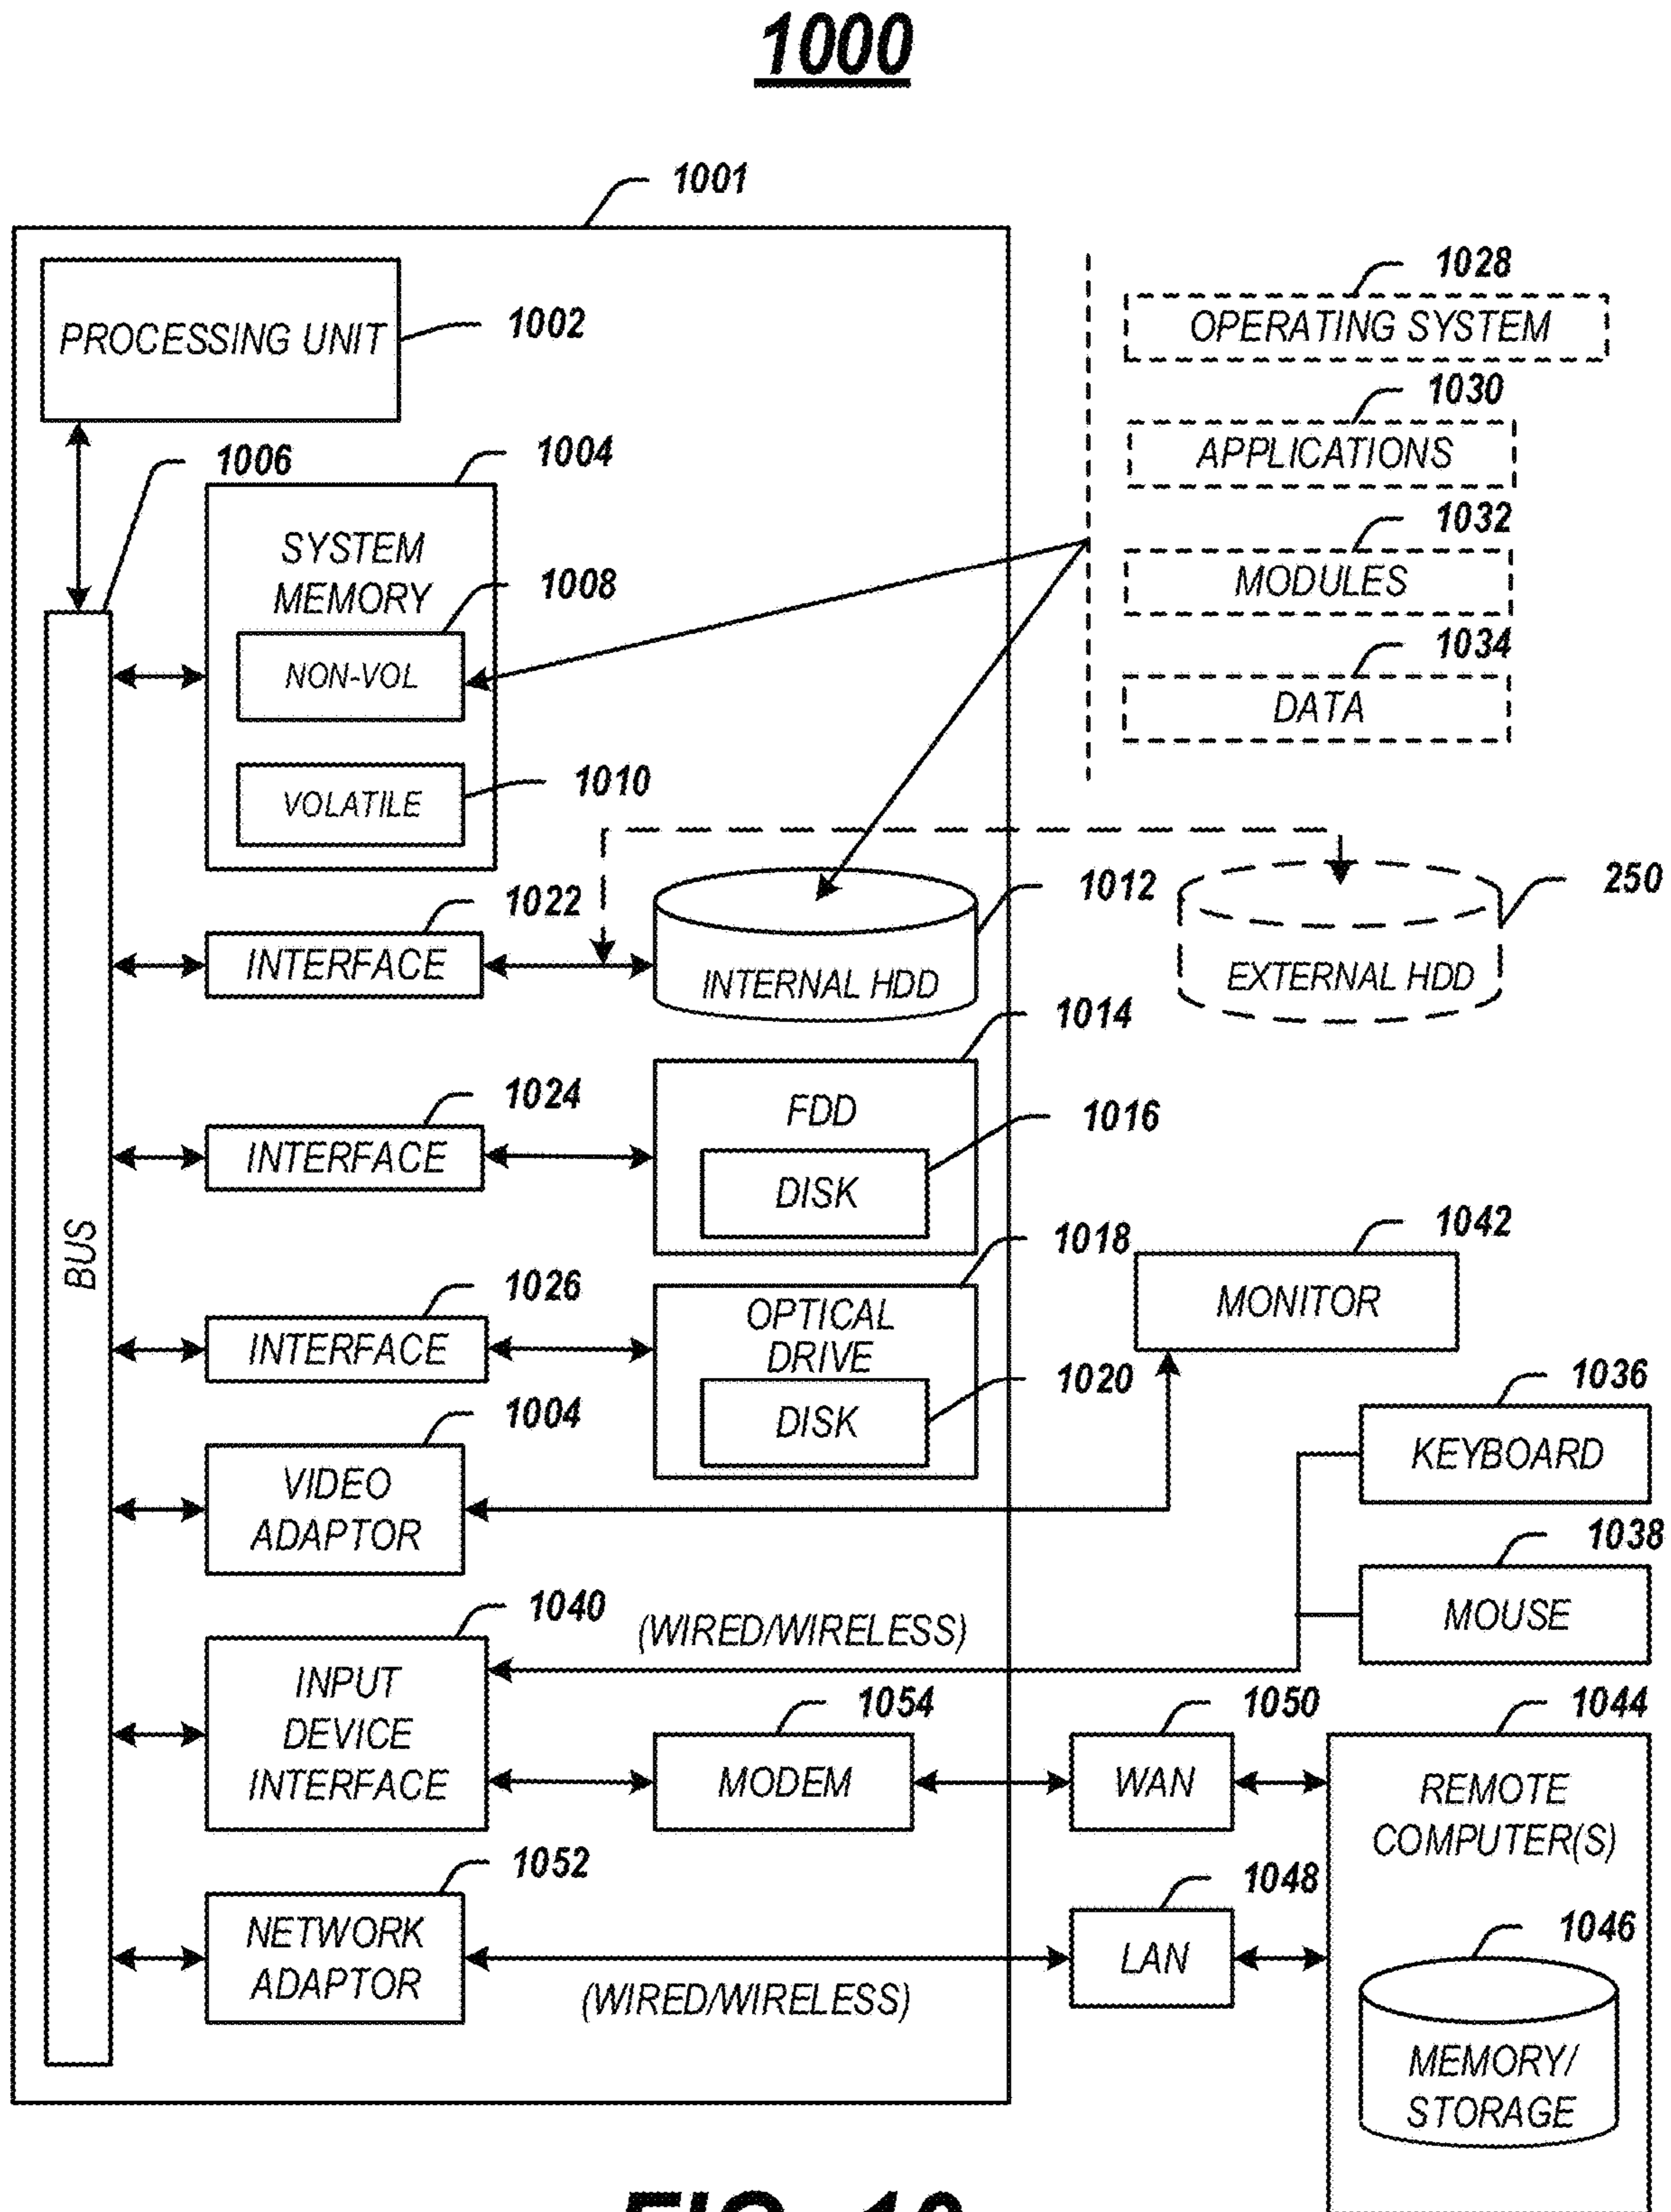 1000
1001
1028
OPERATING SYSTEM
PROCESSING UNIT
1002
1030
APPLICATIONS
1006
1004
1032
MODULES
SYSTEM
MEMORY
1008
NON-VOL
1034
DATA
1010
VOLATILE
1022
INTERFACE
1012
INTERNAL HDD
250
EXTERNAL HDD
1014
FDD
1024
INTERFACE
1016
DISK
BUS
1018
OPTICAL
DRIVE
1042
MONITOR
1026
INTERFACE
1020
DISK
1036
KEYBOARD
1004
VIDEO
ADAPTOR
1038
MOUSE
1040
INPUT
DEVICE
INTERFACE
(WIRED/WIRELESS)
1054
MODEM
1050
WAN
1044
REMOTE
COMPUTER(S)
1052
NETWORK
ADAPTOR
(WIRED/WIRELESS)
1048
LAN
1046
MEMORY/
STORAGE